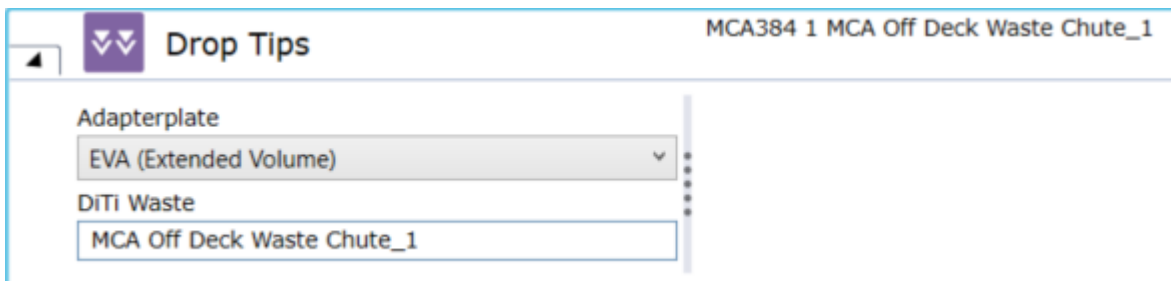 Drop Tips
MCA384 1 MCA Off Deck Waste Chute_1
Adapterplate
EVA (Extended Volume)
DiTi Waste
MCA Off Deck Waste Chute_1